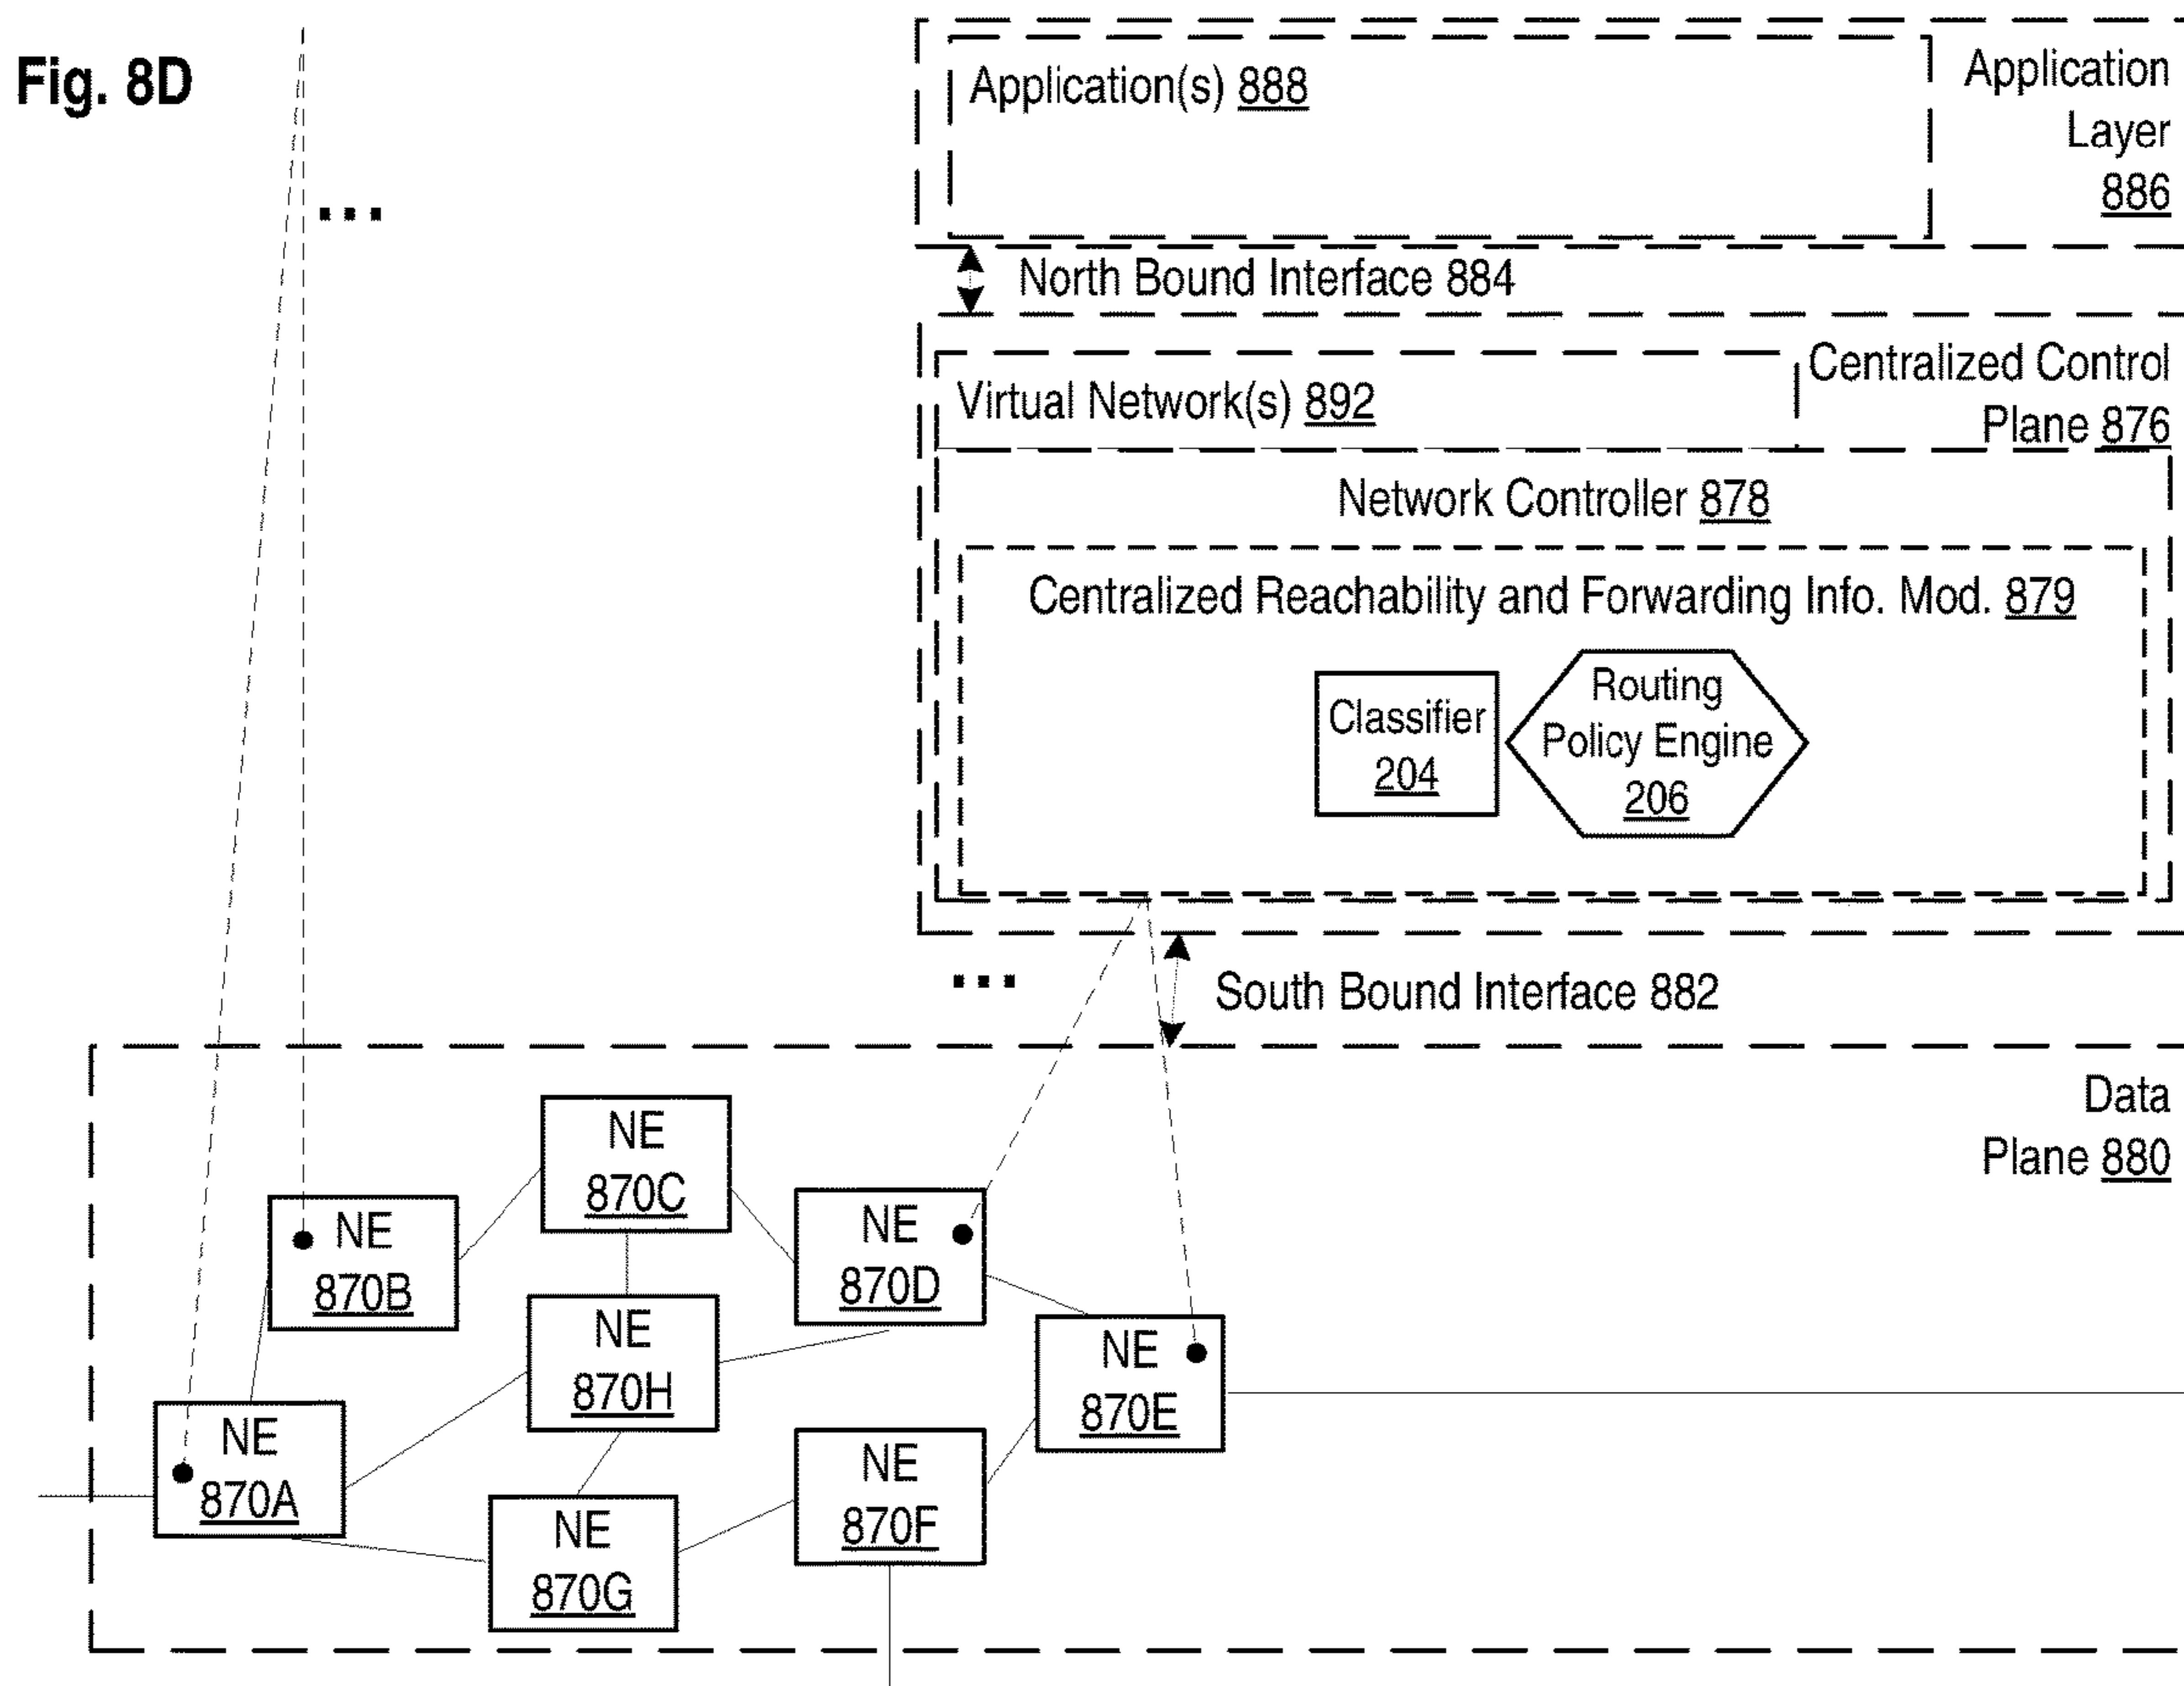 Fig. 8D
Application(s) 888
Application
Layer
886
North Bound Interface 884
Virtual Network(s) 892
Centralized Control
Plane 876
Network Controller 878
Centralized Reachability and Forwarding Info. Mod. 879
Classifier
204
Routing
Policy Engine
206
South Bound Interface 882
Data
Plane 880
NE
870C
NE
870B
NE
870D
NE
870H
NE
870E
NE
870A
NE
870F
NE
870G